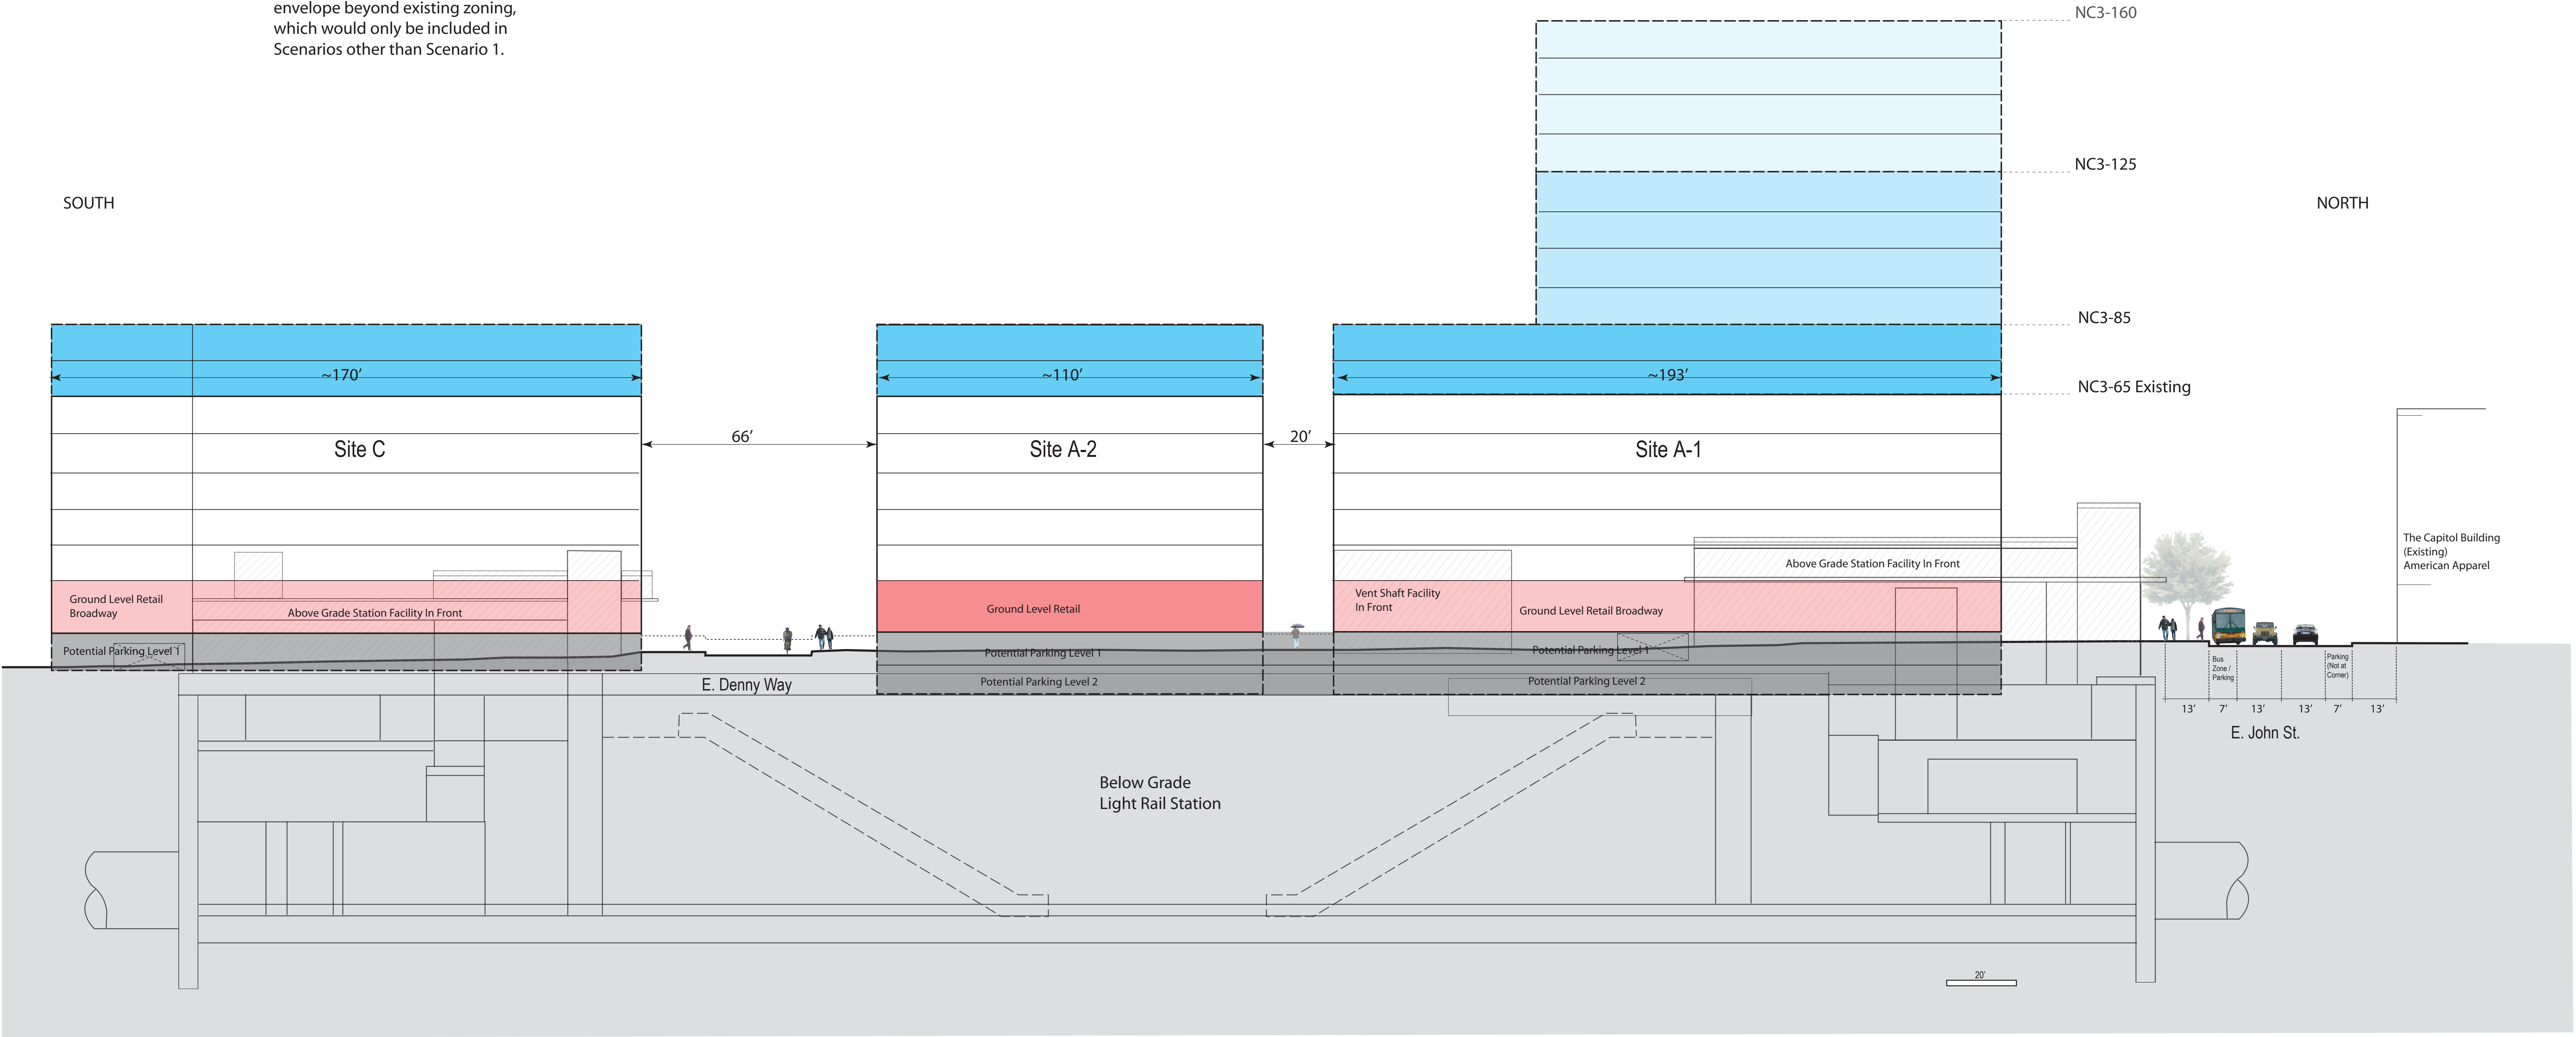 envelope beyond existing zoning,
which would only be included in
Scenarios other than Scenario 1.
NC3-160
NC3-125
SOUTH
NORTH
NC3-85
~170’
~110’
~193’
NC3-65 Existing
66’
20’
Site C
Site A-2
Site A-1
The Capitol Building
(Existing)
American Apparel
Above Grade Station Facility In Front
Vent Shaft Facility
In Front
Ground Level Retail
Broadway
Above Grade Station Facility In Front
Ground Level Retail
Ground Level Retail Broadway
Potential Parking Level 1
Potential Parking Level 1
Potential Parking Level 1
Bus
Zone /
Parking
Parking
(Not at
Corner)
E. Denny Way
Potential Parking Level 2
Potential Parking Level 2
13’
7’
13’
13’
7’
13’
E. John St.
Below Grade
Light Rail Station
20’